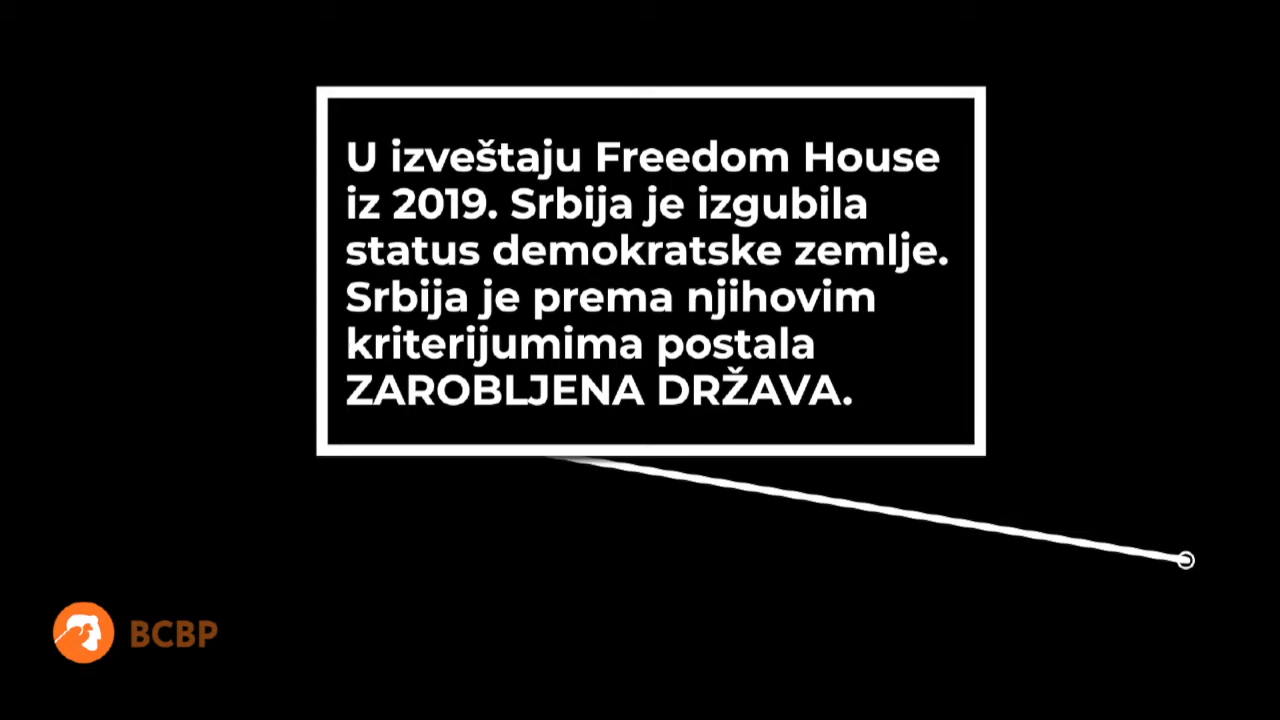 U izveštaju Freedom House
iz 2019. Srbija je izgubila
status demokratske zemlje.
Srbija je prema njihovim
kriterijumima postala
ZAROBLJENA DRŽAVA.
BCBP